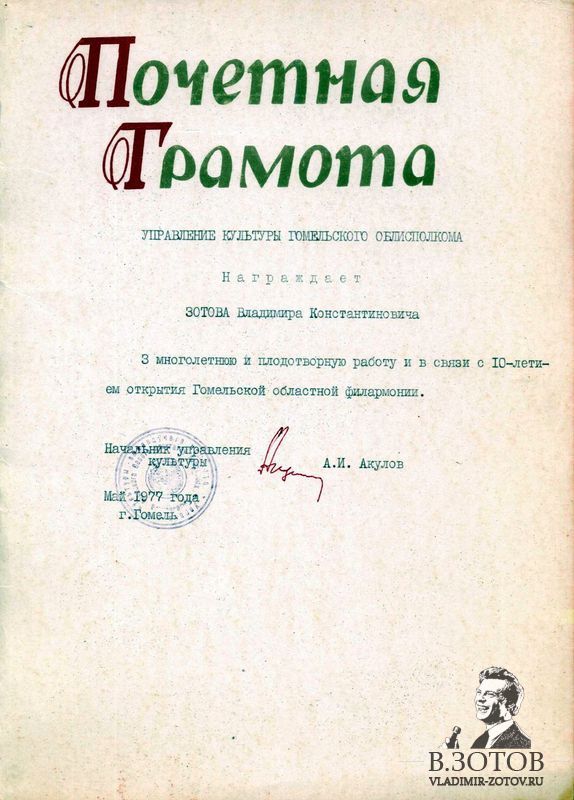 Почетная
Грамота
УПРАВЛЕНИЕ КУЛЬТУРЫ ГОМЕЛЬСКОГО ОБЛИСПОЛКОМА
Награждает
ЗОТОВА Владимира Константиновича
З многолетнюю и плодотворную работу и в связи с 10-лети-
ем открытия Гомельской областной филармонии.
Начальник управления
культуры А.И. Акулов
Май 1977 года
г.Гомель
В.ЗОТОВ
VLADIMIR-ZOTOV.RU